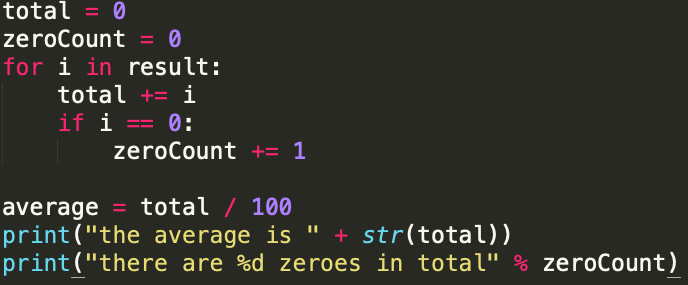 total = 0
zeroCount = 0
for i in result:
    total += i
    if i == 0:
        zeroCount += 1

average = total / 100
print("the average is " + str(total))
print("there are %d zeroes in total" % zeroCount)